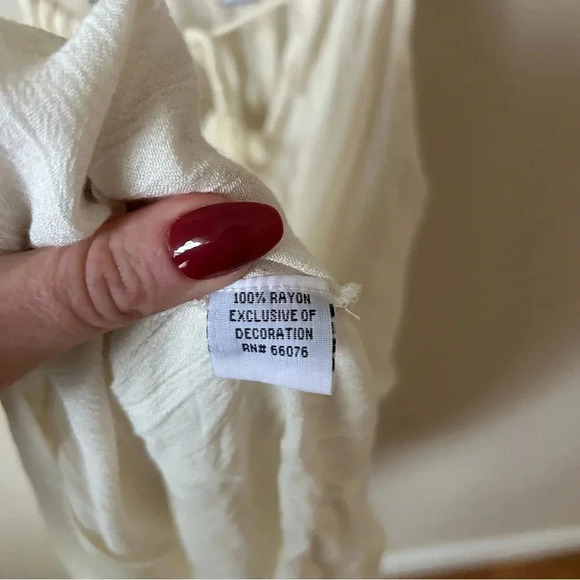 100% RAYON
EXCLUSIVE OF
DECORATION
RN# 66076